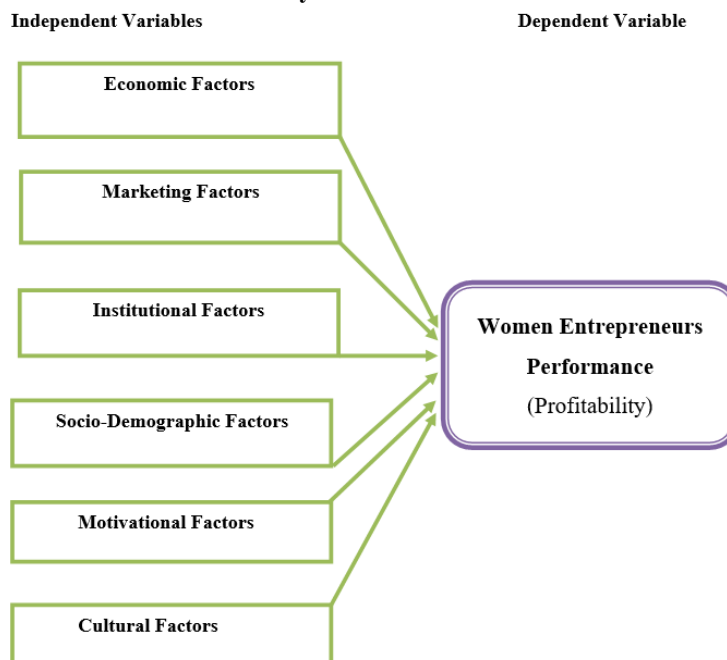 Independent Variables
Dependent Variable
Economic Factors
Marketing Factors
Institutional Factors
Women Entrepreneurs
Performance
(Profitability)
Socio-Demographic Factors
Motivational Factors
Cultural Factors